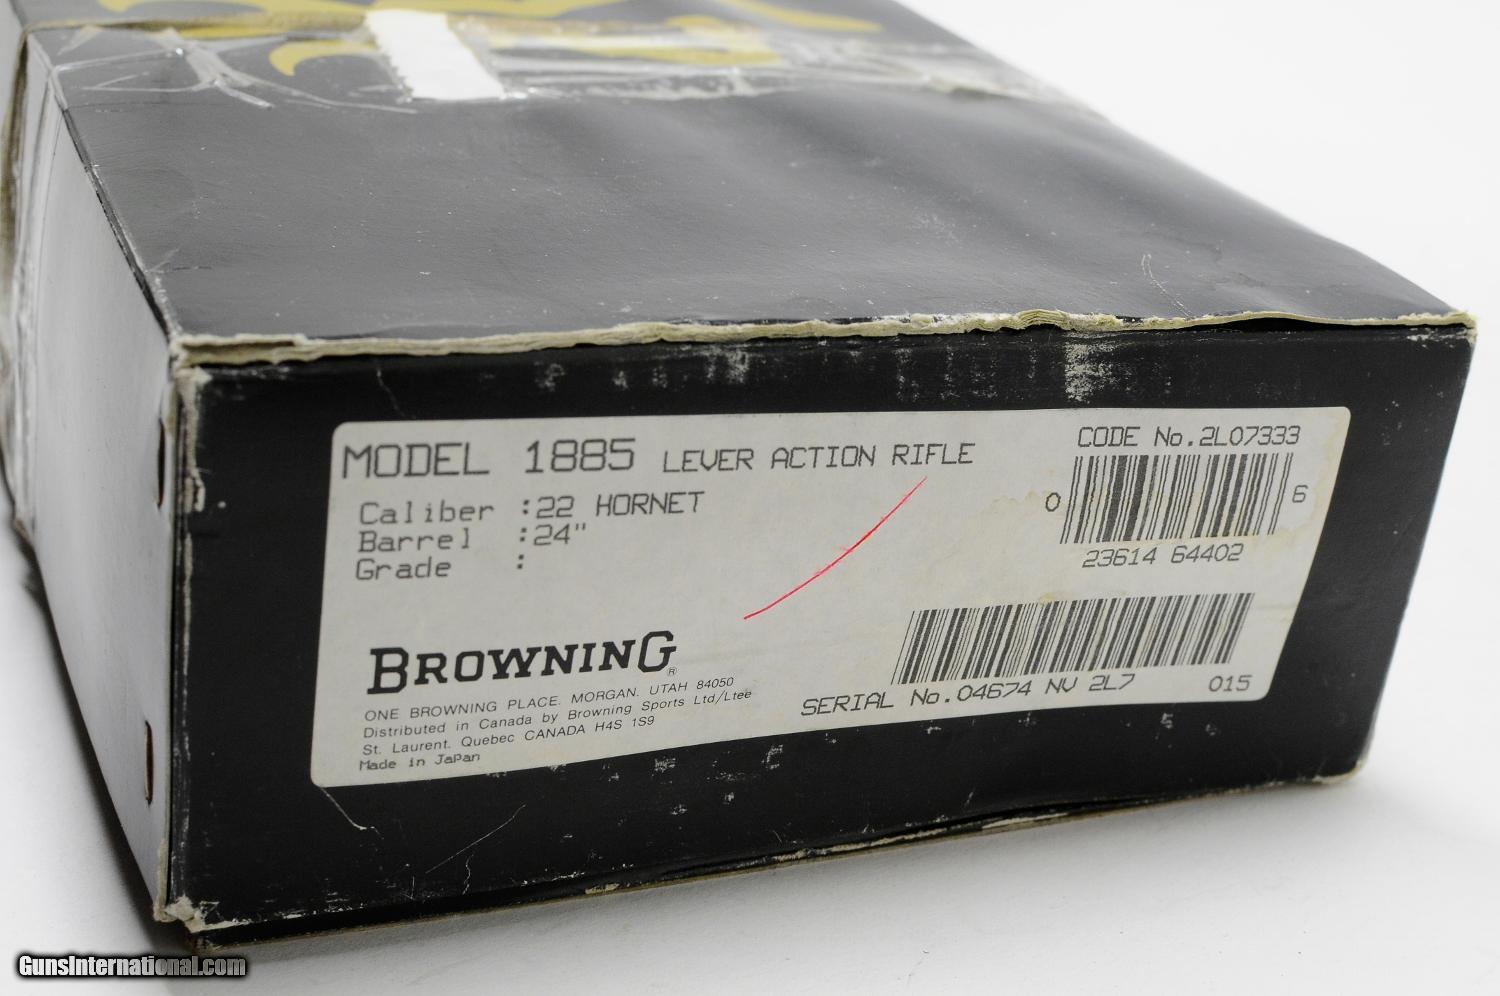 MODEL 1885 LEVER ACTION RIFLE
Caliber :22 HORNET
Barrel :24"
Grade :
CODE No.2L07333
0 6
23614 64402
BROWNING®
ONE BROWNING PLACE. MORGAN. UTAH 84050
Distributed in Canada by Browning Sports Ltd/Ltee
St. Laurent. Quebec CANADA H4S 1S9
Made in Japan
SERIAL No.04674 NV 2L7 015
GunsInternational.com